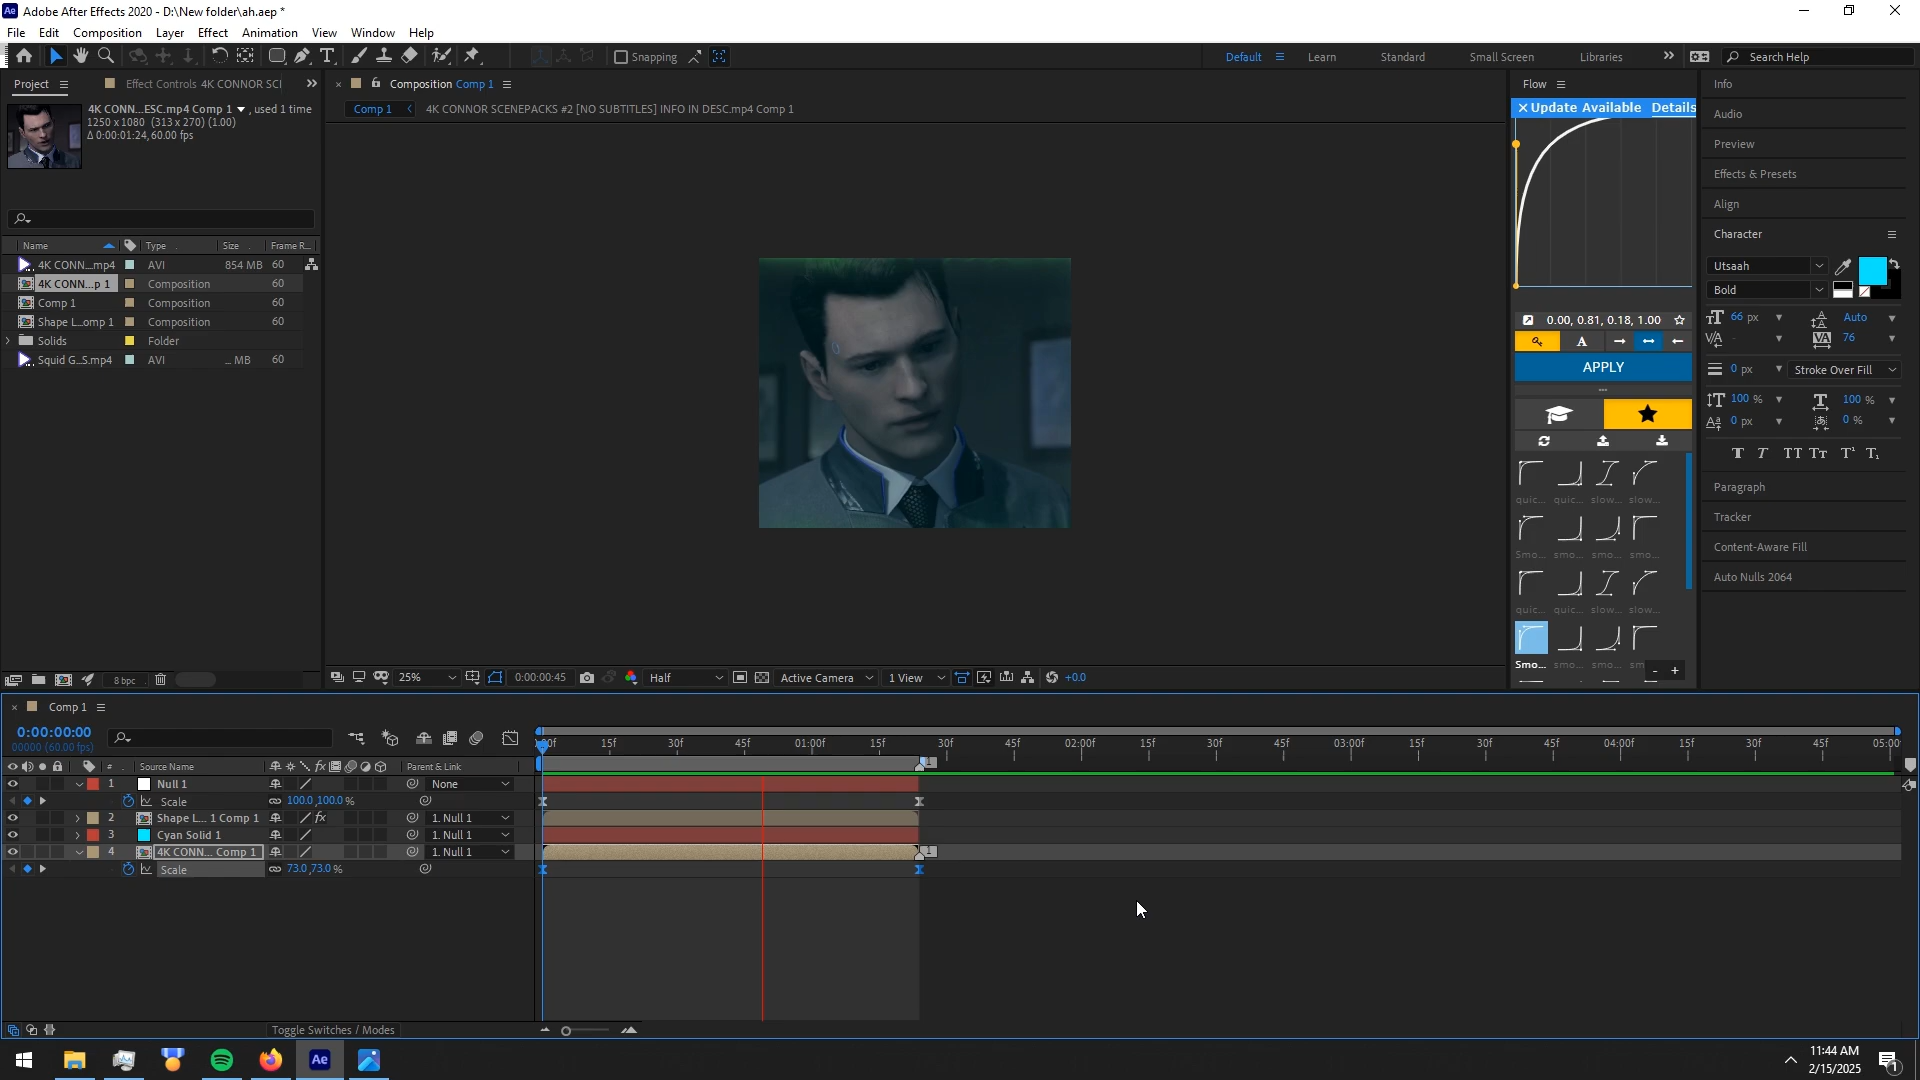 Adobe After Effects 2020 - D:\New folder\ah.aep *
File Edit Composition Layer Effect Animation View Window Help
Snapping
Default Learn Standard Small Screen Libraries Search Help
Project Effect Controls 4K CONNOR SCI
4K CONN...ESC.mp4 Comp 1 , used 1 time
1250 x 1080 (313 x 270) (1.00)
Δ 0:00:01:24, 60.00 fps
Name Type Size Frame R...
4K CONN...mp4 AVI 854 MB 60
4K CONN...p 1 Composition 60
Comp 1 Composition 60
Shape L...omp 1 Composition 60
Solids Folder
Squid G...S.mp4 AVI ... MB 60
8 bpc
Composition Comp 1
Comp 1 4K CONNOR SCENEPACKS #2 [NO SUBTITLES] INFO IN DESC.mp4 Comp 1
25% 0:00:00:45 Half Active Camera 1 View +0.0
Flow
Update Available Details
0.00, 0.81, 0.18, 1.00
A
APPLY
quic... quic... slow... slow...
Smo... smo... smo... smo...
quic... quic... slow... slow...
Smo... smo... smo... sm
- +
Info
Audio
Preview
Effects & Presets
Align
Character
Utsaah
Bold
66 px Auto
76
0 px Stroke Over Fill
100 % 100 %
0 px 0 %
T T TT Tr T¹ T₁
Paragraph
Tracker
Content-Aware Fill
Auto Nulls 2064
Comp 1
0:00:00:00
00000 (60.00 fps)
# Source Name fx Parent & Link
1 Null 1 None
Scale 100.0,100.0 %
2 Shape L... 1 Comp 1 fx 1. Null 1
3 Cyan Solid 1 1. Null 1
4 4K CONN... Comp 1 1. Null 1
Scale 73.0,73.0 %
:00f 15f 30f 45f 01:00f 15f 30f 45f 02:00f 15f 30f 45f 03:00f 15f 30f 45f 04:00f 15f 30f 45f 05:00
1
1
Toggle Switches / Modes
Ae
11:44 AM
2/15/2025
1